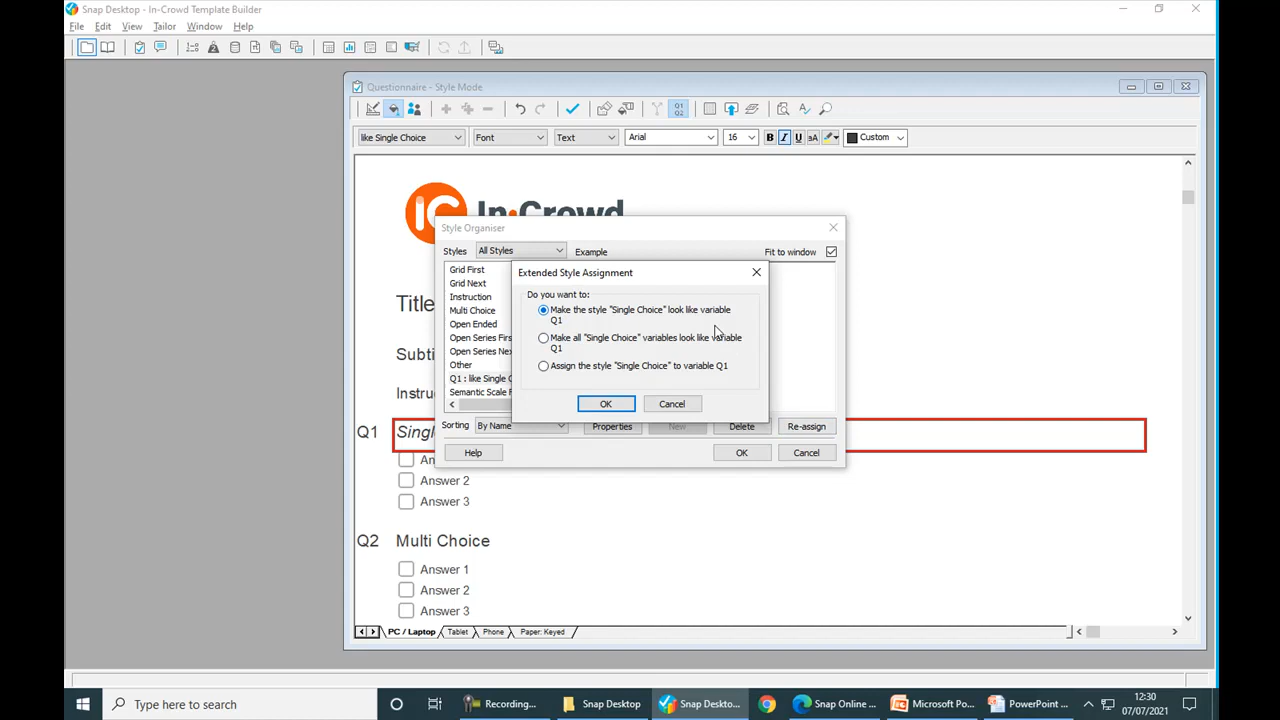 Snap Desktop - In-Crowd Template Builder
File Edit View Tailor Window Help
Questionnaire - Style Mode
Q1
Q2
like Single Choice Font Text Arial 16 B I U aA Custom
IC In·Crowd
Style Organiser
Styles All Styles Example Fit to window
Grid First
Grid Next
Instruction
Multi Choice
Open Ended
Open Series First
Open Series Nex
Other
Q1 : like Single C
Semantic Scale F
Extended Style Assignment
Do you want to:
Make the style "Single Choice" look like variable
Q1
Make all "Single Choice" variables look like variable
Q1
Assign the style "Single Choice" to variable Q1
OK Cancel
Sorting By Name Properties New Delete Re-assign
Help OK Cancel
Title
Subti
Instruc
Q1 Singl
An
Answer 2
Answer 3
Q2 Multi Choice
Answer 1
Answer 2
Answer 3
PC / Laptop Tablet Phone Paper: Keyed
Type here to search
Recording...
Snap Desktop
Snap Deskto...
Snap Online ...
Microsoft Po...
PowerPoint ...
12:30
07/07/2021